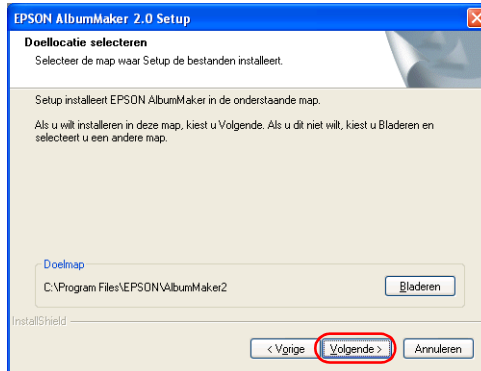 EPSON AlbumMaker 2.0 Setup
Doellocatie selecteren
Selecteer de map waar Setup de bestanden installeert.
Setup installeert EPSON AlbumMaker in de onderstaande map.
Als u wilt installeren in deze map, kiest u Volgende. Als u dit niet wilt, kiest u Bladeren en
selecteert u een andere map.
Doelmap
C:\Program Files\EPSON\AlbumMaker2
Bladeren
InstallShield
< Vorige
Volgende >
Annuleren